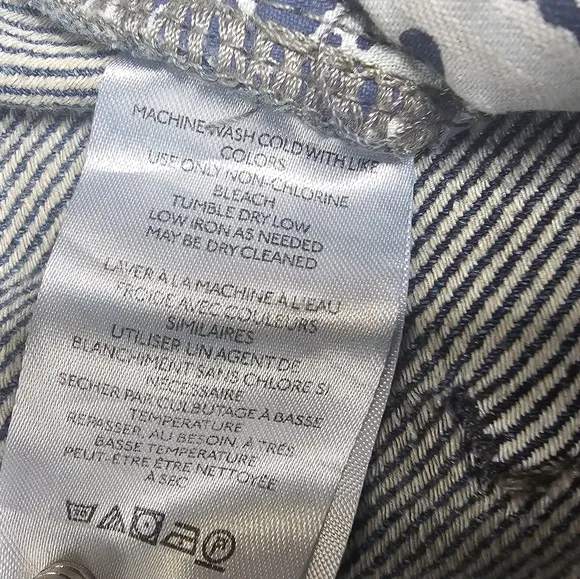 MACHINE WASH COLD WITH LIKE
COLORS
USE ONLY NON-CHLORINE
BLEACH
TUMBLE DRY LOW
LOW IRON AS NEEDED
MAY BE DRY CLEANED
LAVER À LA MACHINE À L'EAU
FROIDE AVEC COULEURS
SIMILAIRES
UTILISER UN AGENT DE
BLANCHIMENT SANS CHLORE SI
NÉCESSAIRE
SÉCHER PAR CULBUTAGE À BASSE
TEMPÉRATURE
REPASSER, AU BESOIN, À TRÈS
BASSE TEMPÉRATURE
PEUT-ÊTRE ÊTRE NETTOYÉE
À SEC